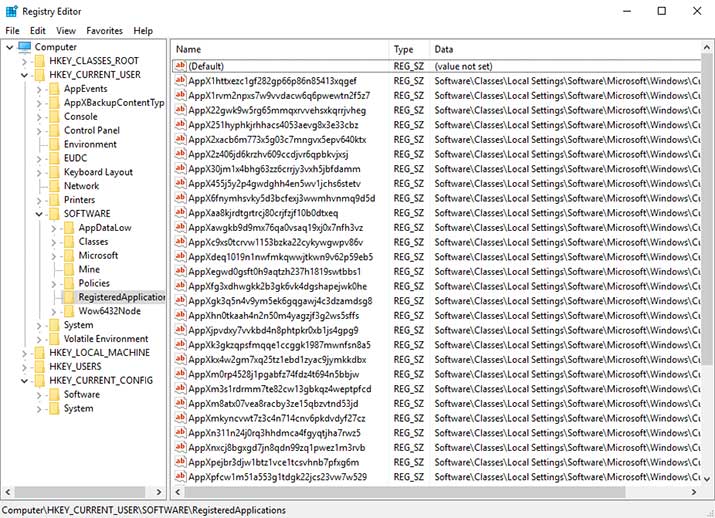 Registry Editor
File Edit View Favorites Help
Computer
HKEY_CLASSES_ROOT
HKEY_CURRENT_USER
AppEvents
AppXBackupContentTyp
Console
Control Panel
Environment
EUDC
Keyboard Layout
Network
Printers
SOFTWARE
AppDataLow
Classes
Microsoft
Mine
Policies
RegisteredApplication
Wow6432Node
System
Volatile Environment
HKEY_LOCAL_MACHINE
HKEY_USERS
HKEY_CURRENT_CONFIG
Software
System
Name Type Data
(Default) REG_SZ (value not set)
AppX1httxezc1gf282gp66p86n85413xqgef REG_SZ Software\Classes\Local Settings\Software\Microsoft\Windows\Cu
AppX1rvm2npxs7w9vvdacw6q6pwewtn2f5z7 REG_SZ Software\Classes\Local Settings\Software\Microsoft\Windows\Cu
AppX22gwk9w5rg65mmqxrvvehsxkqrrjvheg REG_SZ Software\Classes\Local Settings\Software\Microsoft\Windows\Cu
AppX251hyphkjrhhacs4053aevg8x3e33cbz REG_SZ Software\Classes\Local Settings\Software\Microsoft\Windows\Cu
AppX2xacb6m773x5g03c7mngvx5epv640ktx REG_SZ Software\Classes\Local Settings\Software\Microsoft\Windows\Cu
AppX2z406jd6krzhv609ccdjvr6qpbkvjxsj REG_SZ Software\Classes\Local Settings\Software\Microsoft\Windows\Cu
AppX30jm1x4bhg63zz6crrjy3vxh5jbfdamm REG_SZ Software\Classes\Local Settings\Software\Microsoft\Windows\Cu
AppX455j5y2p4gwdghh4en5wv1jchs6stetv REG_SZ Software\Classes\Local Settings\Software\Microsoft\Windows\Cu
AppX6fnymhsvky5d3bcfexj3wwmhvnmq9d5d REG_SZ Software\Classes\Local Settings\Software\Microsoft\Windows\Cu
AppXaa8kjrdtgrtrcj80crjfzjf10b0dtxeq REG_SZ Software\Classes\Local Settings\Software\Microsoft\Windows\Cu
AppXawgkb9d9mx76qa0vsaq19xj0x7nfh3vz REG_SZ Software\Classes\Local Settings\Software\Microsoft\Windows\Cu
AppXc9xs0tcrvw1153bzka22cykywgwpv86v REG_SZ Software\Classes\Local Settings\Software\Microsoft\Windows\Cu
AppXdeq1019n1nwfmkqwwjtkwn9v62p59eb5 REG_SZ Software\Classes\Local Settings\Software\Microsoft\Windows\Cu
AppXegwd0gsft0h9aqtzh237h1819swtbbs1 REG_SZ Software\Classes\Local Settings\Software\Microsoft\Windows\Cu
AppXfg3xdhwgkk2b3gk6vk4dgshapejwk0he REG_SZ Software\Classes\Local Settings\Software\Microsoft\Windows\Cu
AppXgk3q5n4v9ym5ek6gqgawj4c3dzamdsg8 REG_SZ Software\Classes\Local Settings\Software\Microsoft\Windows\Cu
AppXhn0tkaah4n2n50m4yagzjf3g2ws5sffs REG_SZ Software\Classes\Local Settings\Software\Microsoft\Windows\Cu
AppXjpvdxy7vvkbd4n8phtpkr0xb1js4gpg9 REG_SZ Software\Classes\Local Settings\Software\Microsoft\Windows\Cu
AppXk3gkzqpsfmqqe1ccggk1987mwnfsn8a5 REG_SZ Software\Classes\Local Settings\Software\Microsoft\Windows\Cu
AppXkx4w2gm7xq25tz1ebd1zyac9jymkkdbx REG_SZ Software\Classes\Local Settings\Software\Microsoft\Windows\Cu
AppXm0rp4528j1pgabfz74fdz4t694n5bbjw REG_SZ Software\Classes\Local Settings\Software\Microsoft\Windows\Cu
AppXm3s1rdrmm7te82cw13gbkqz4weptpfcd REG_SZ Software\Classes\Local Settings\Software\Microsoft\Windows\Cu
AppXm8atx07vea8racby3ze15qbzvtnd53jd REG_SZ Software\Classes\Local Settings\Software\Microsoft\Windows\Cu
AppXmkyncvwt7z3c4n714cnv6pkdvdyf27cz REG_SZ Software\Classes\Local Settings\Software\Microsoft\Windows\Cu
AppXn311n24j0rq3hhdmca4fgyqtjha7rwz5 REG_SZ Software\Classes\Local Settings\Software\Microsoft\Windows\Cu
AppXnxcj8bgxgd7jn8qdn99zq1pwez1m3rvb REG_SZ Software\Classes\Local Settings\Software\Microsoft\Windows\Cu
AppXpejbr3djw1btz1vce1tcsvhnb7pfxg6m REG_SZ Software\Classes\Local Settings\Software\Microsoft\Windows\Cu
AppXpfcw1m51a553g1tdgk22jcs23vw7w529 REG_SZ Software\Classes\Local Settings\Software\Microsoft\Windows\Cu
Computer\HKEY_CURRENT_USER\SOFTWARE\RegisteredApplications